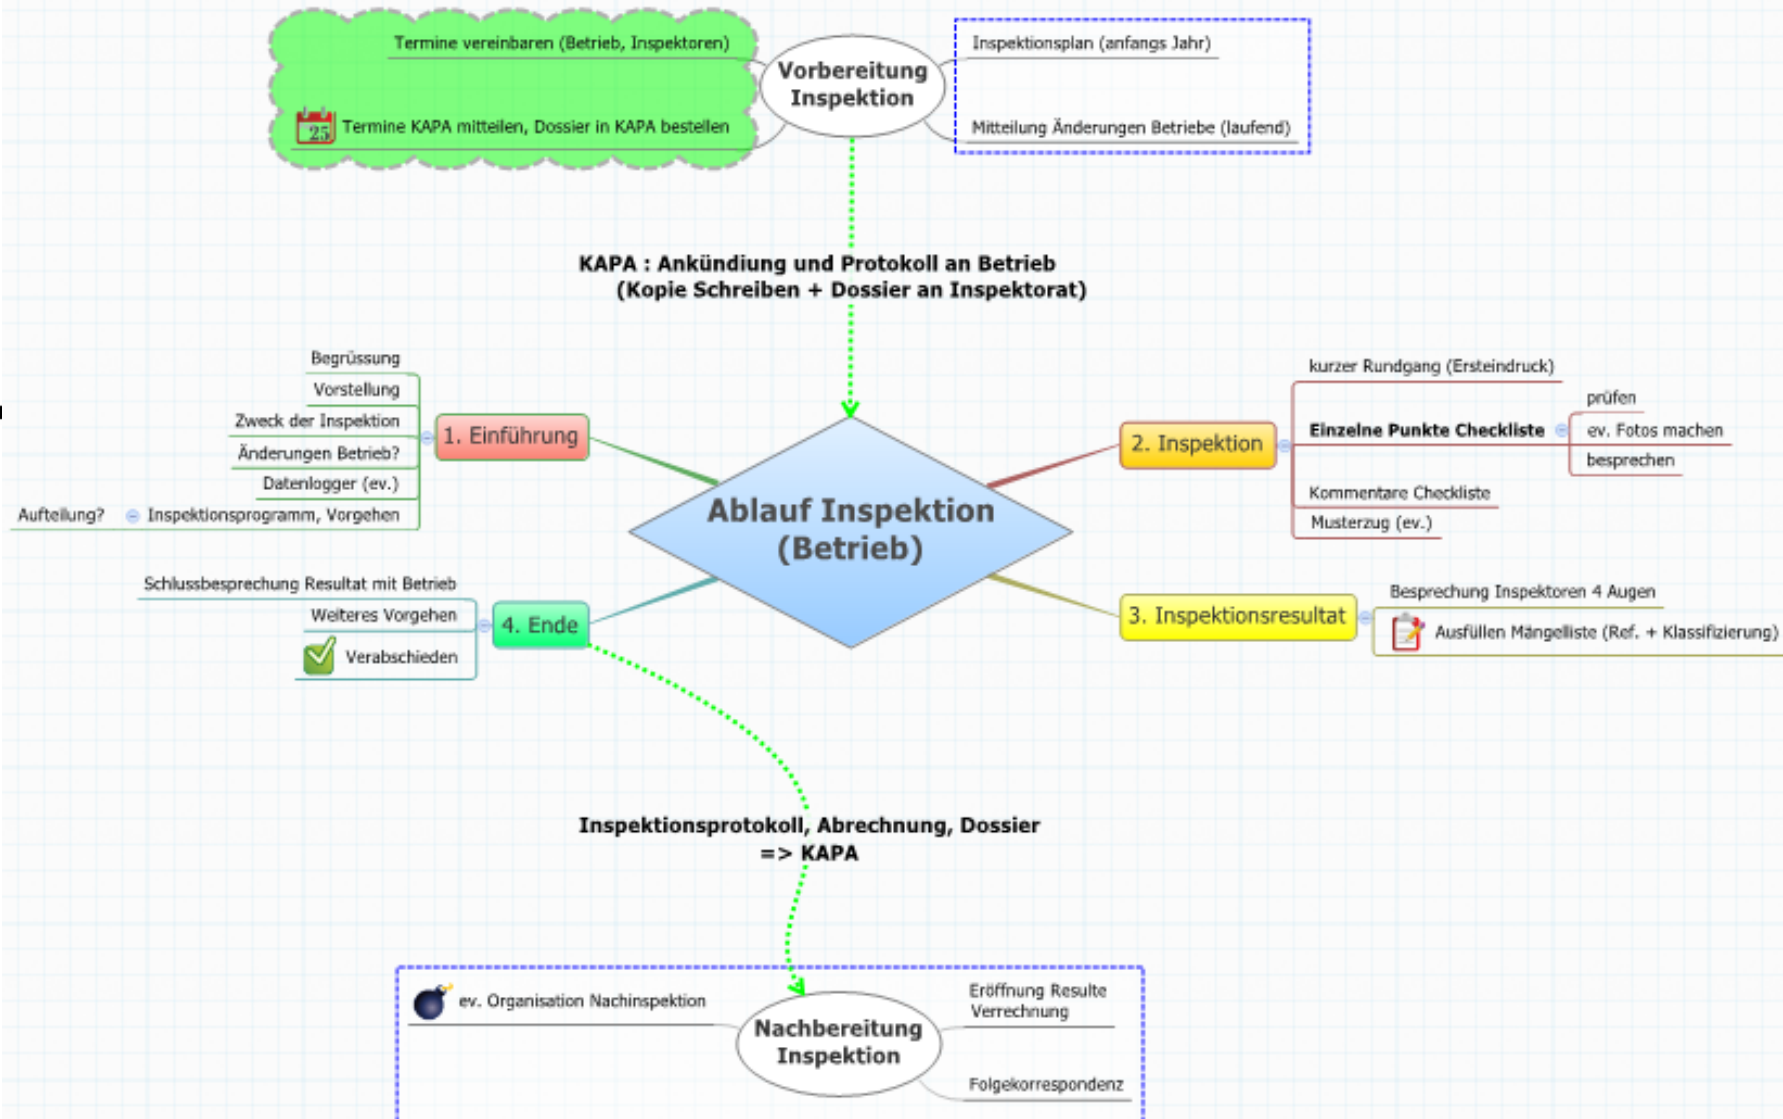 Termine vereinbaren (Betrieb, Inspektoren)
25
Termine KAPA mitteilen, Dossier in KAPA bestellen
Vorbereitung
Inspektion
Inspektionsplan (anfangs Jahr)
Mitteilung Änderungen Betriebe (laufend)
KAPA : Ankündiung und Protokoll an Betrieb
(Kopie Schreiben + Dossier an Inspektorat)
Ablauf Inspektion
(Betrieb)
1. Einführung
Begrüssung
Vorstellung
Zweck der Inspektion
Änderungen Betrieb?
Datenlogger (ev.)
Inspektionsprogramm, Vorgehen
Aufteilung?
2. Inspektion
kurzer Rundgang (Ersteindruck)
Einzelne Punkte Checkliste
prüfen
ev. Fotos machen
besprechen
Kommentare Checkliste
Musterzug (ev.)
3. Inspektionsresultat
Besprechung Inspektoren 4 Augen
Ausfüllen Mängelliste (Ref. + Klassifizierung)
4. Ende
Schlussbesprechung Resultat mit Betrieb
Weiteres Vorgehen
Verabschieden
Inspektionsprotokoll, Abrechnung, Dossier
=> KAPA
ev. Organisation Nachinspektion
Nachbereitung
Inspektion
Eröffnung Resulte
Verrechnung
Folgekorrespondenz